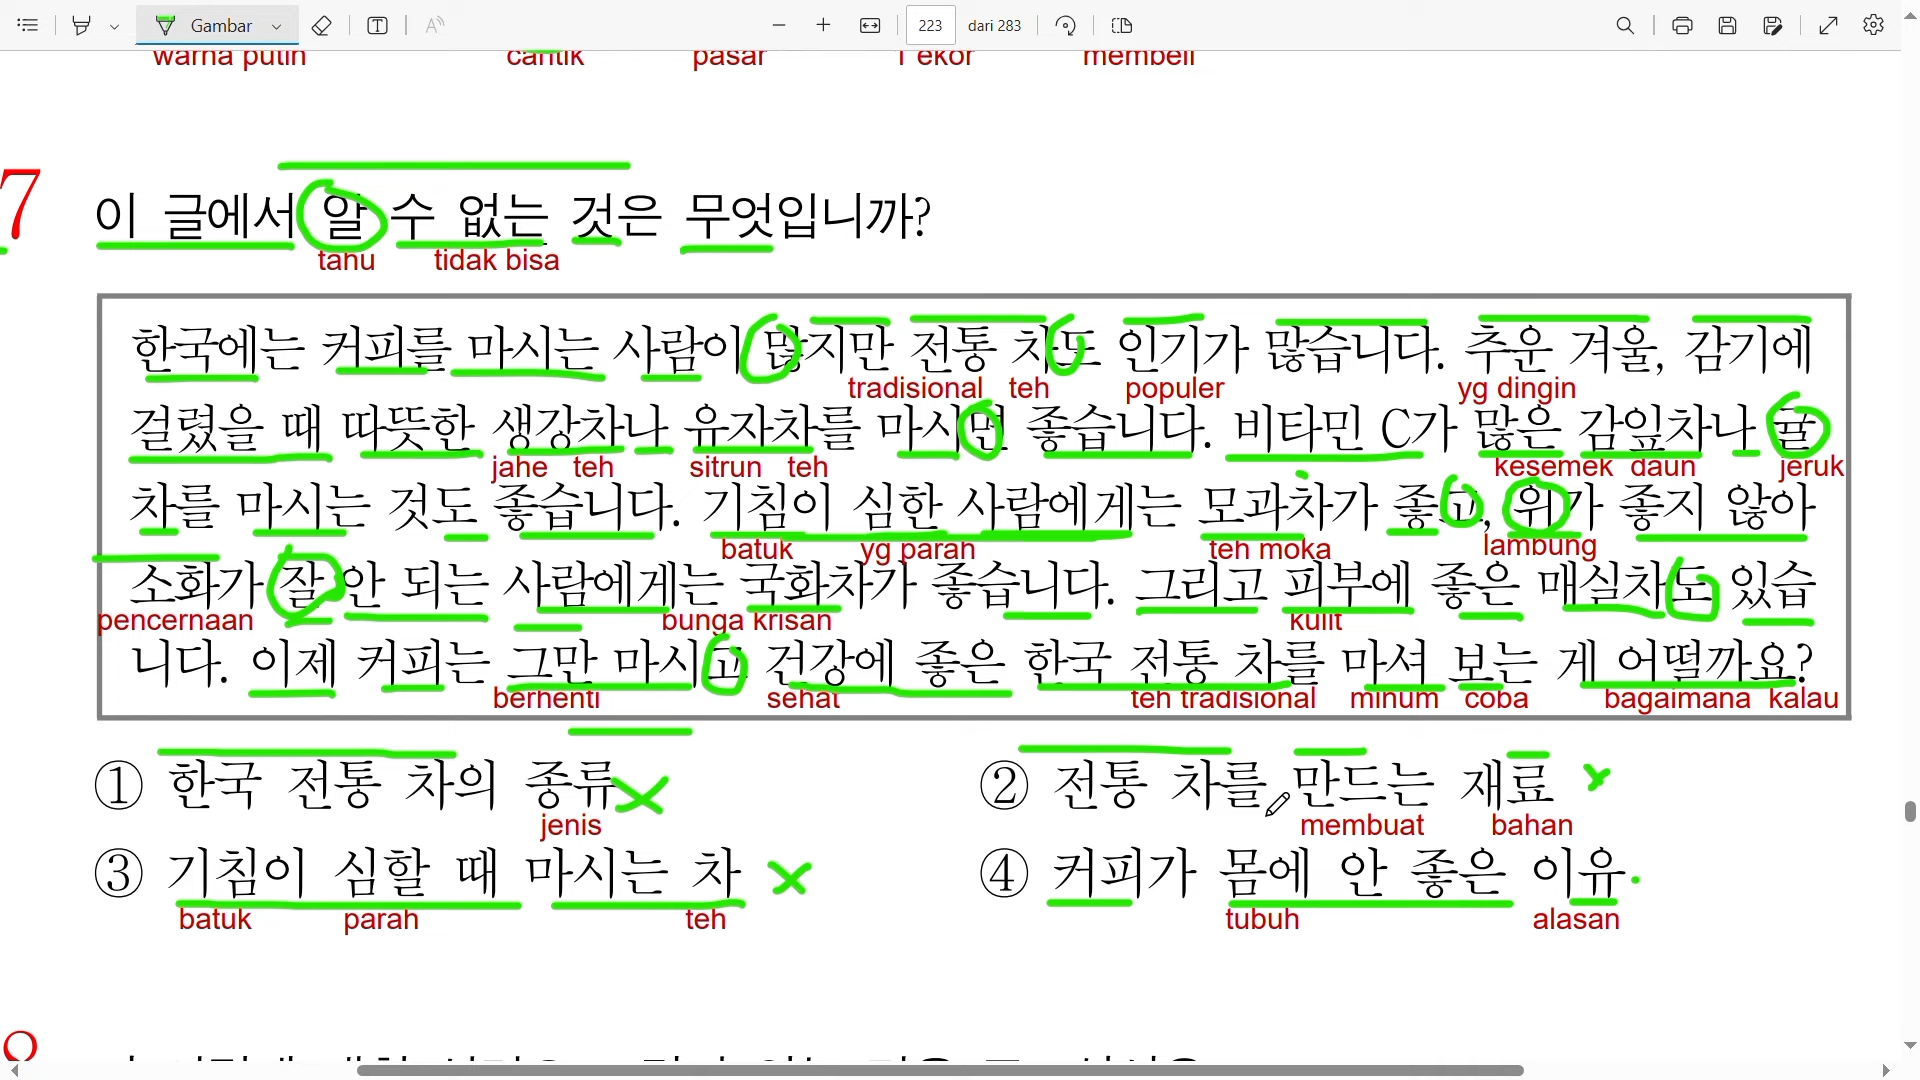 Gambar 223 dari 283
warna putih cantik pasar 1 ekor membeli
7 이 글에서 알 수 없는 것은 무엇입니까?
tahu tidak bisa
한국에는 커피를 마시는 사람이 많지만 전통 차도 인기가 많습니다. 추운 겨울, 감기에
tradisional teh populer yg dingin
걸렸을 때 따뜻한 생강차나 유자차를 마시면 좋습니다. 비타민 C가 많은 감잎차나 귤
jahe teh sitrun teh kesemek daun jeruk
차를 마시는 것도 좋습니다. 기침이 심한 사람에게는 모과차가 좋고, 위가 좋지 않아
batuk yg parah teh moka lambung
소화가 잘 안 되는 사람에게는 국화차가 좋습니다. 그리고 피부에 좋은 매실차도 있습
pencernaan bunga krisan kulit
니다. 이제 커피는 그만 마시고 건강에 좋은 한국 전통 차를 마셔 보는 게 어떨까요?
berhenti sehat teh tradisional minum coba bagaimana kalau
① 한국 전통 차의 종류 ② 전통 차를 만드는 재료
jenis membuat bahan
③ 기침이 심할 때 마시는 차 ④ 커피가 몸에 안 좋은 이유
batuk parah teh tubuh alasan